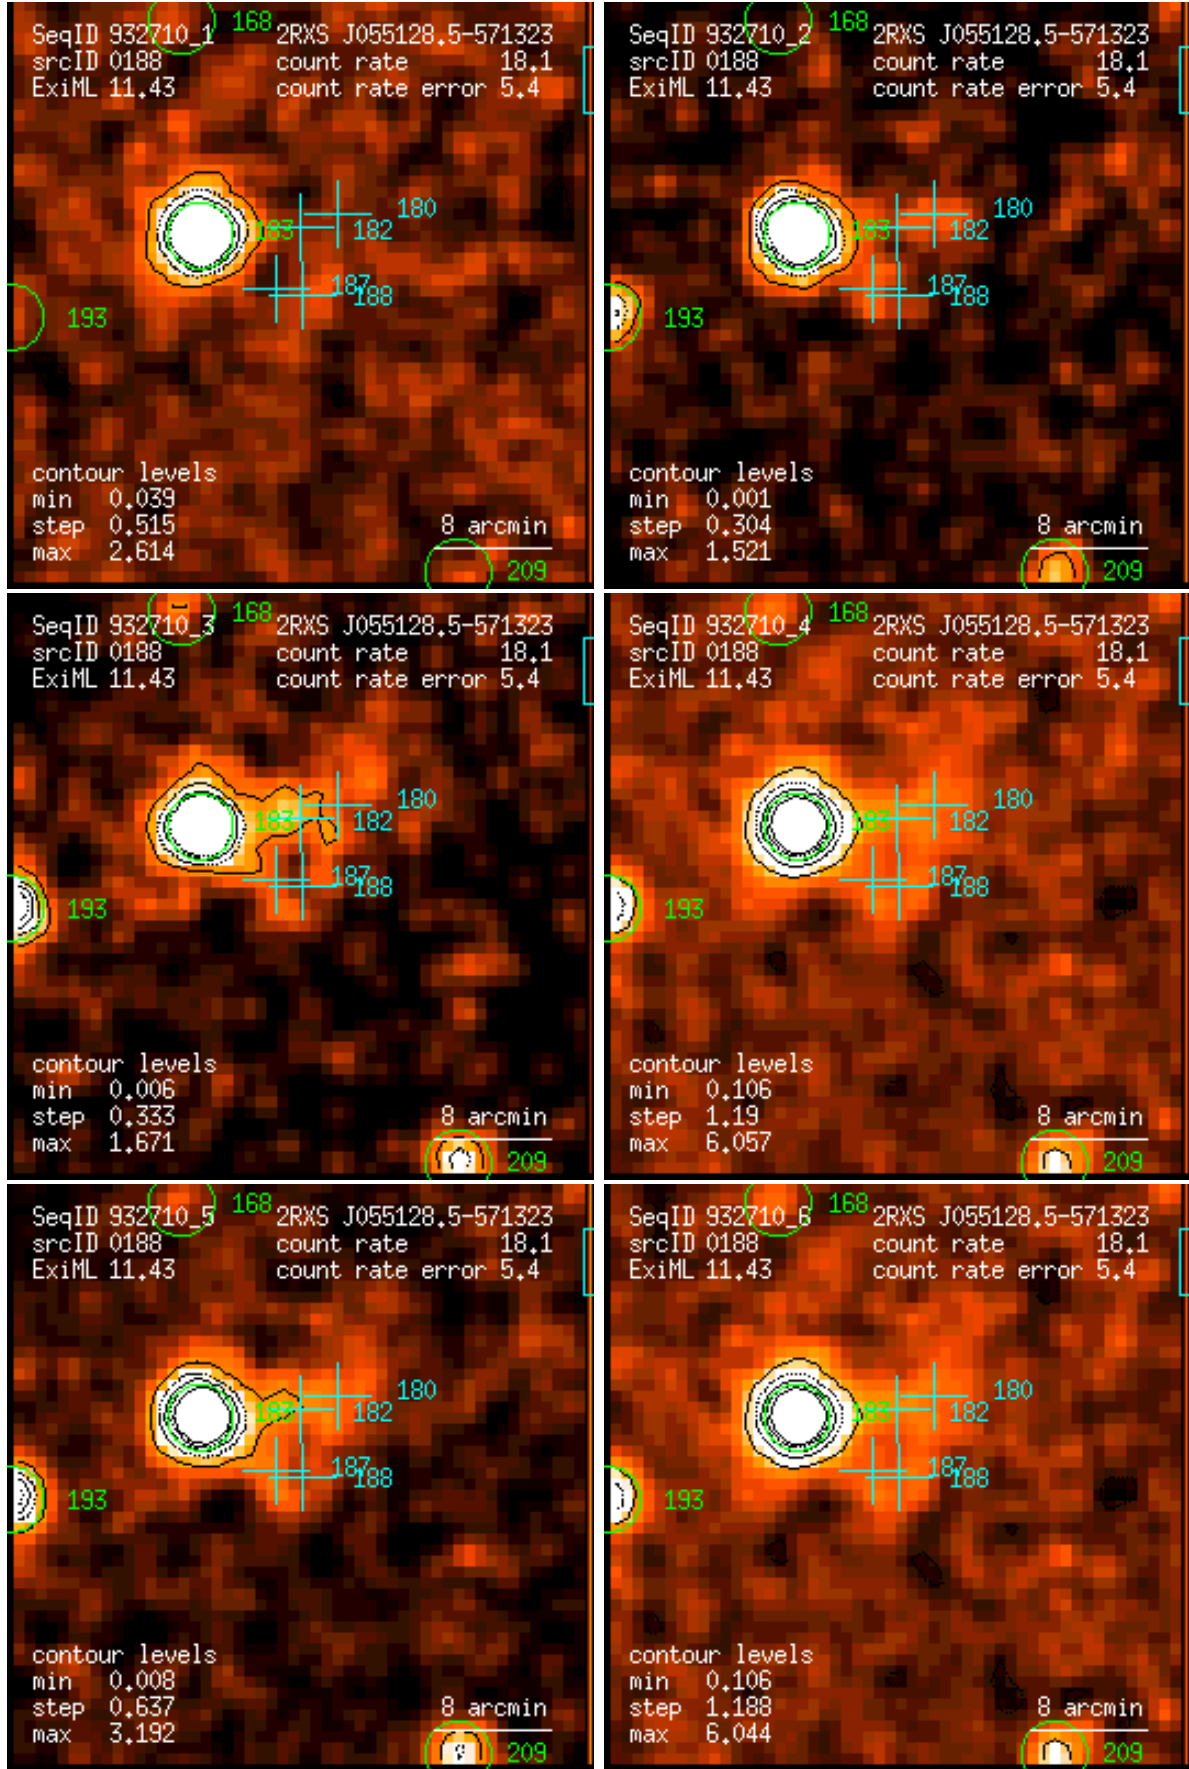 SeqID 932710_1 168 2RXS J055128.5-571323
srcID 0188 count rate 18.1
ExiML 11.43 count rate error 5.4
180
183 182
187
188
193
contour levels
min 0.039
step 0.515 8 arcmin
max 2.614 209
SeqID 932710_2 168 2RXS J055128.5-571323
srcID 0188 count rate 18.1
ExiML 11.43 count rate error 5.4
180
183 182
187
188
193
contour levels
min 0.001
step 0.304 8 arcmin
max 1.521 209
SeqID 932710_3 168 2RXS J055128.5-571323
srcID 0188 count rate 18.1
ExiML 11.43 count rate error 5.4
180
183 182
187
188
193
contour levels
min 0.006
step 0.333 8 arcmin
max 1.671 209
SeqID 932710_4 168 2RXS J055128.5-571323
srcID 0188 count rate 18.1
ExiML 11.43 count rate error 5.4
180
183 182
187
188
193
contour levels
min 0.106
step 1.19 8 arcmin
max 6.057 209
SeqID 932710_5 168 2RXS J055128.5-571323
srcID 0188 count rate 18.1
ExiML 11.43 count rate error 5.4
180
183 182
187
188
193
contour levels
min 0.008
step 0.637 8 arcmin
max 3.192 209
SeqID 932710_6 168 2RXS J055128.5-571323
srcID 0188 count rate 18.1
ExiML 11.43 count rate error 5.4
180
183 182
187
188
193
contour levels
min 0.106
step 1.188 8 arcmin
max 6.044 209